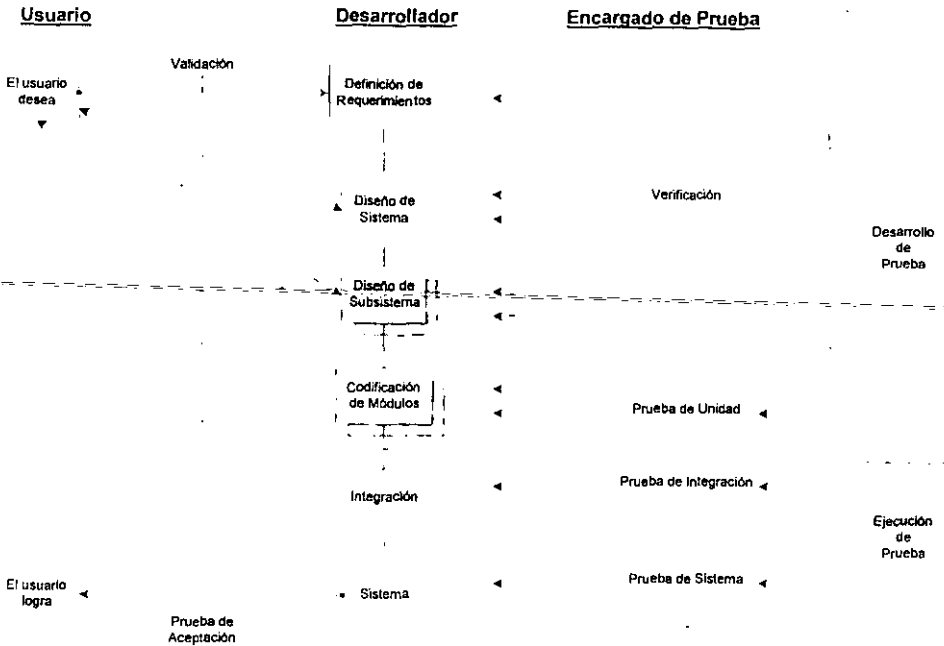 Usuario
Desarrollador
Encargado de Prueba
Validación
El usuario
desea
Definición de
Requerimientos
Diseño de
Sistema
Verificación
Desarrollo
de
Prueba
Diseño de
Subsistema
Codificación
de Módulos
Prueba de Unidad
Integración
Prueba de Integración
Ejecución
de
Prueba
El usuario
logra
Sistema
Prueba de Sistema
Prueba de
Aceptación